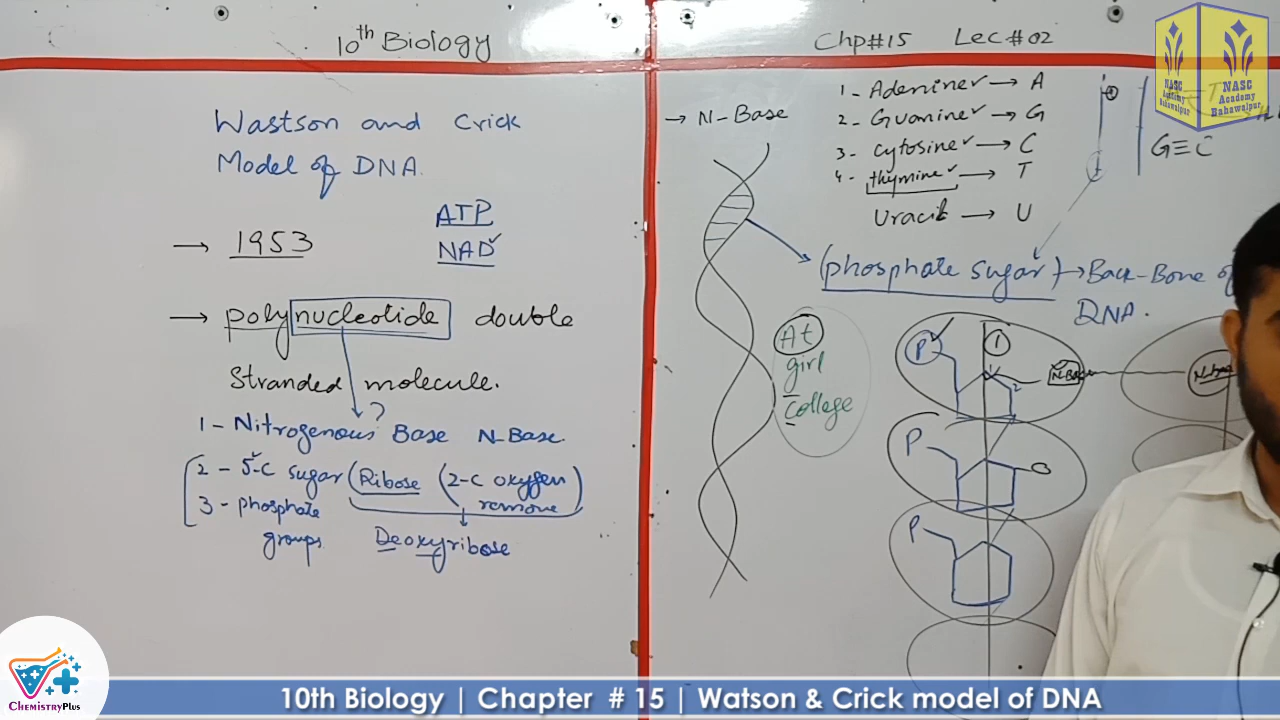 10th Biology
Chp#15 Lec#02
Wastson and Crick
Model of DNA.
→ 1953
ATP
NAD
→ polynucleotide double
Stranded molecule.
?
1- Nitrogenous Base N-Base.
2- 5-C sugar (Ribose (2-C oxygen
remove)
3- phosphate
groups.
Deoxyribose
→ N-Base
1- Adenine ✓ → A
2- Guanine ✓ → G
3- cytosine ✓ → C
4- thymine ✓ → T
Uracil → U
G≡C
(phosphate sugar) → Back-Bone of
DNA.
At
girl
College
P
1
2
N-Base
N-base
P
P
NASC
Academy
Bahawalpur
NASC
Academy
Bahawalpur
CHEMISTRYPLUS
10th Biology | Chapter # 15 | Watson & Crick model of DNA